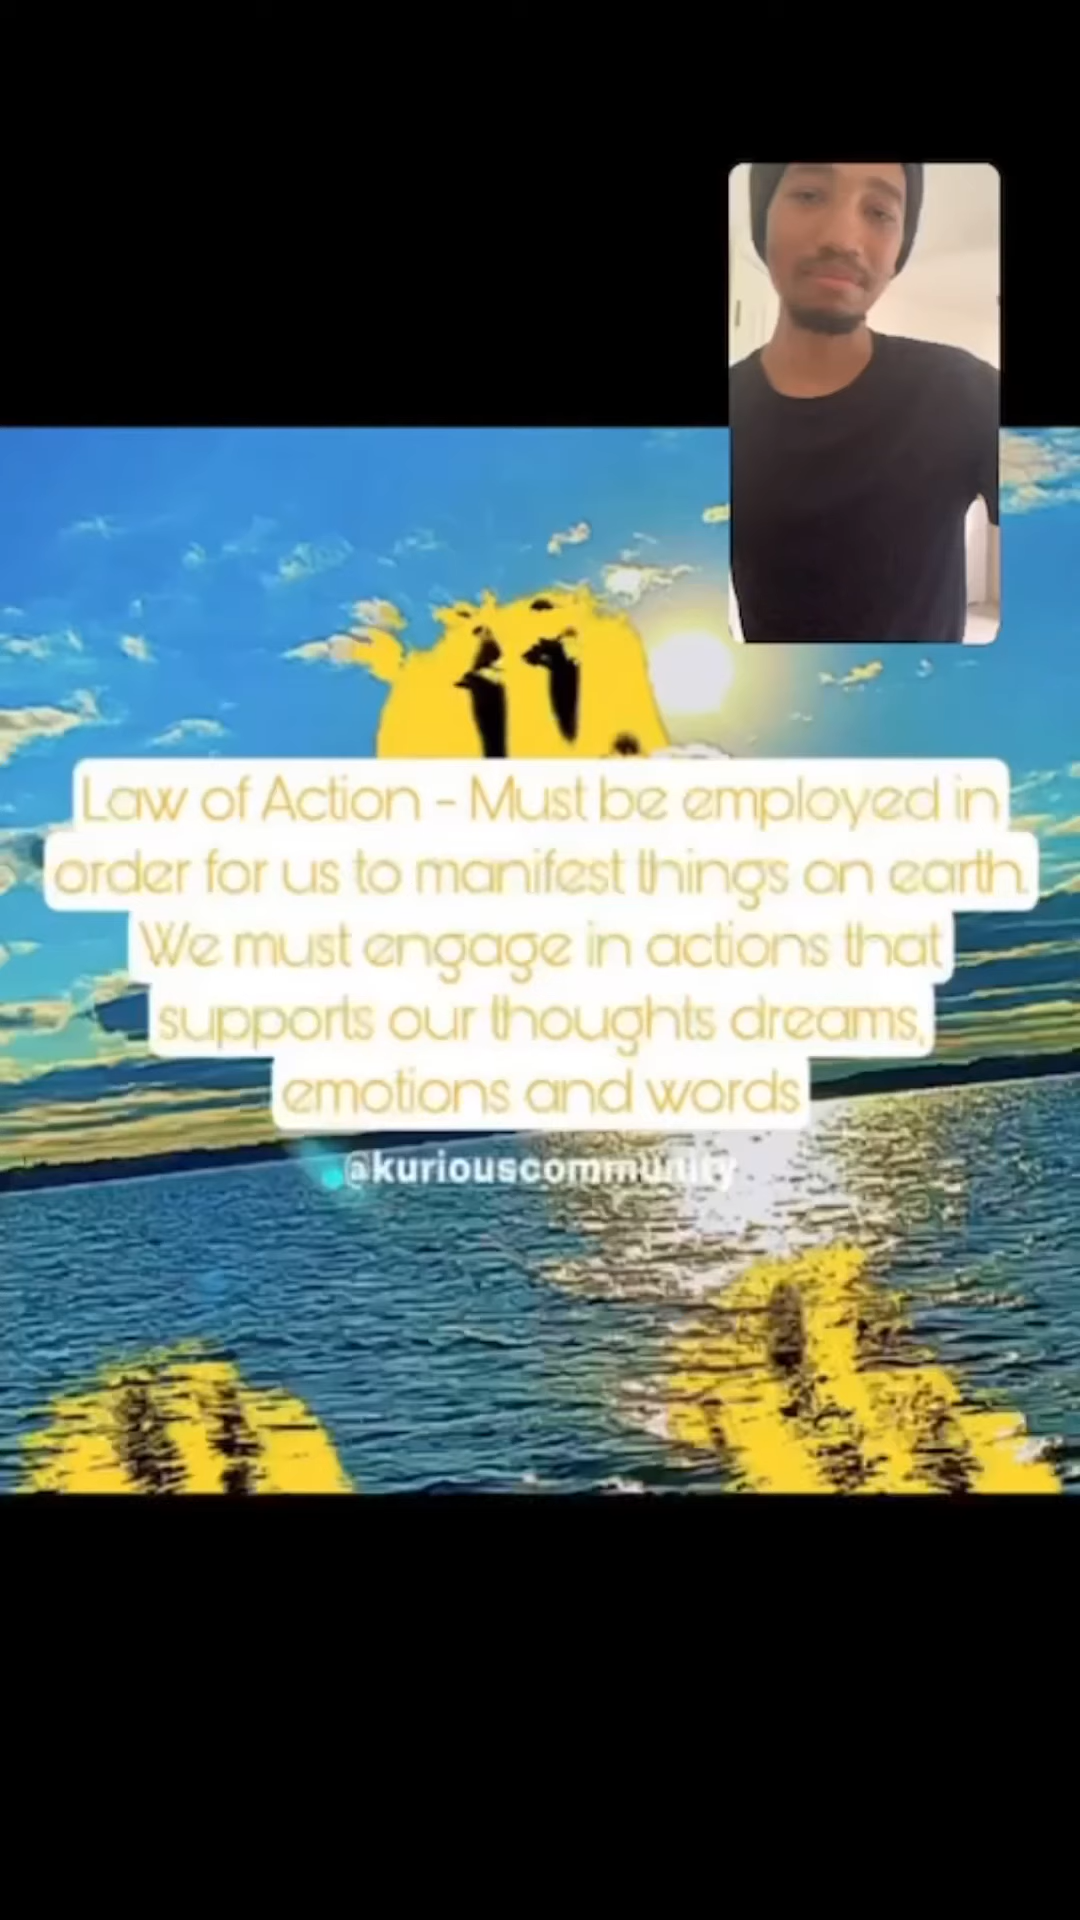 Law of Action - Must be employed in
order for us to manifest things on earth.
We must engage in actions that
supports our thoughts dreams,
emotions and words
@kuriouscommunity